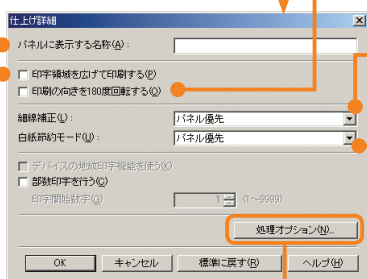 仕上げ詳細
パネルに表示する名称(A) :
印字領域を広げて印刷する(P)
印刷の向きを180度回転する(O)
細線補正(L) : パネル優先
白紙節約モード(U) : パネル優先
デバイスの地紋印字機能を使う(K)
部数印字を行う(C)
印字開始数字(G) : 1 (1～9999)
処理オプション(N)...
OK キャンセル 標準に戻す(R) ヘルプ(H)